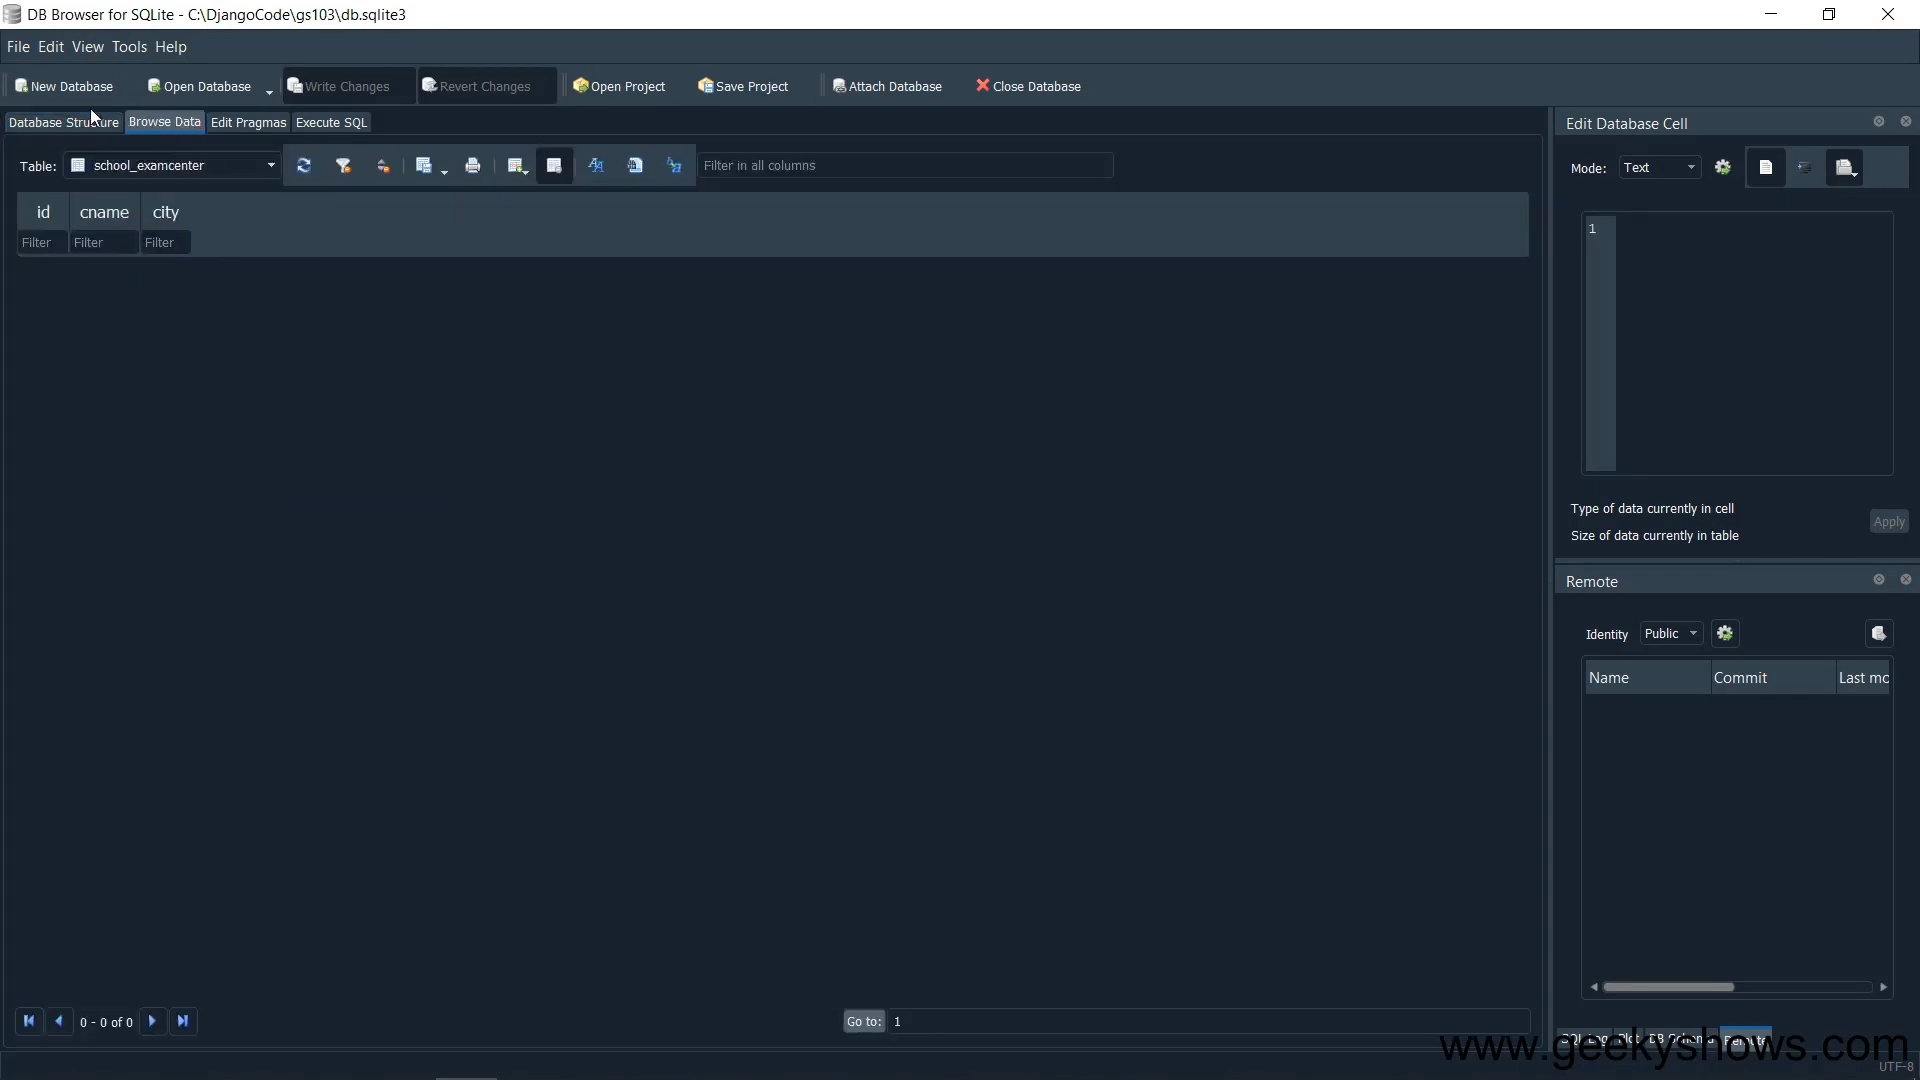 DB Browser for SQLite - C:\DjangoCode\gs103\db.sqlite3
File Edit View Tools Help
New Database Open Database Write Changes Revert Changes Open Project Save Project Attach Database Close Database
Database Structure Browse Data Edit Pragmas Execute SQL
Edit Database Cell
Table: school_examcenter Filter in all columns
Mode: Text
id cname city
Filter Filter Filter
1
Type of data currently in cell
Apply
Size of data currently in table
Remote
Identity Public
Name Commit Last mo
0 - 0 of 0 Go to: 1
SQL Log Plot DB Schema Remote
www.geekyshows.com
UTF-8